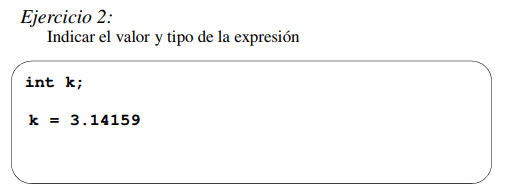 Ejercicio 2:
Indicar el valor y tipo de la expresión
int k;
k = 3.14159